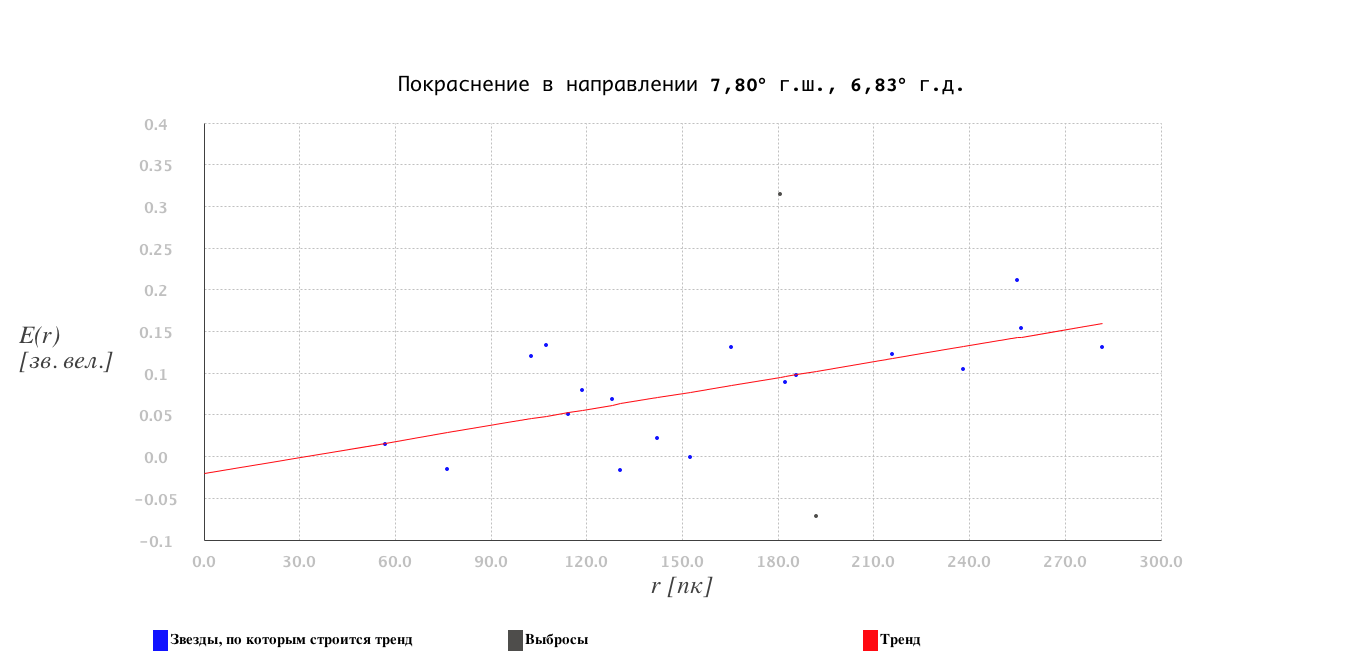 Покраснение в направлении 7,80° г.ш., 6,83° г.д.
0.4
0.35
0.3
0.25
0.2
0.15
0.1
0.05
0.0
-0.05
-0.1
E(r)
[зв. вел.]
0.0 30.0 60.0 90.0 120.0 150.0 180.0 210.0 240.0 270.0 300.0
r [пк]
Звезды, по которым строится тренд Выбросы Тренд